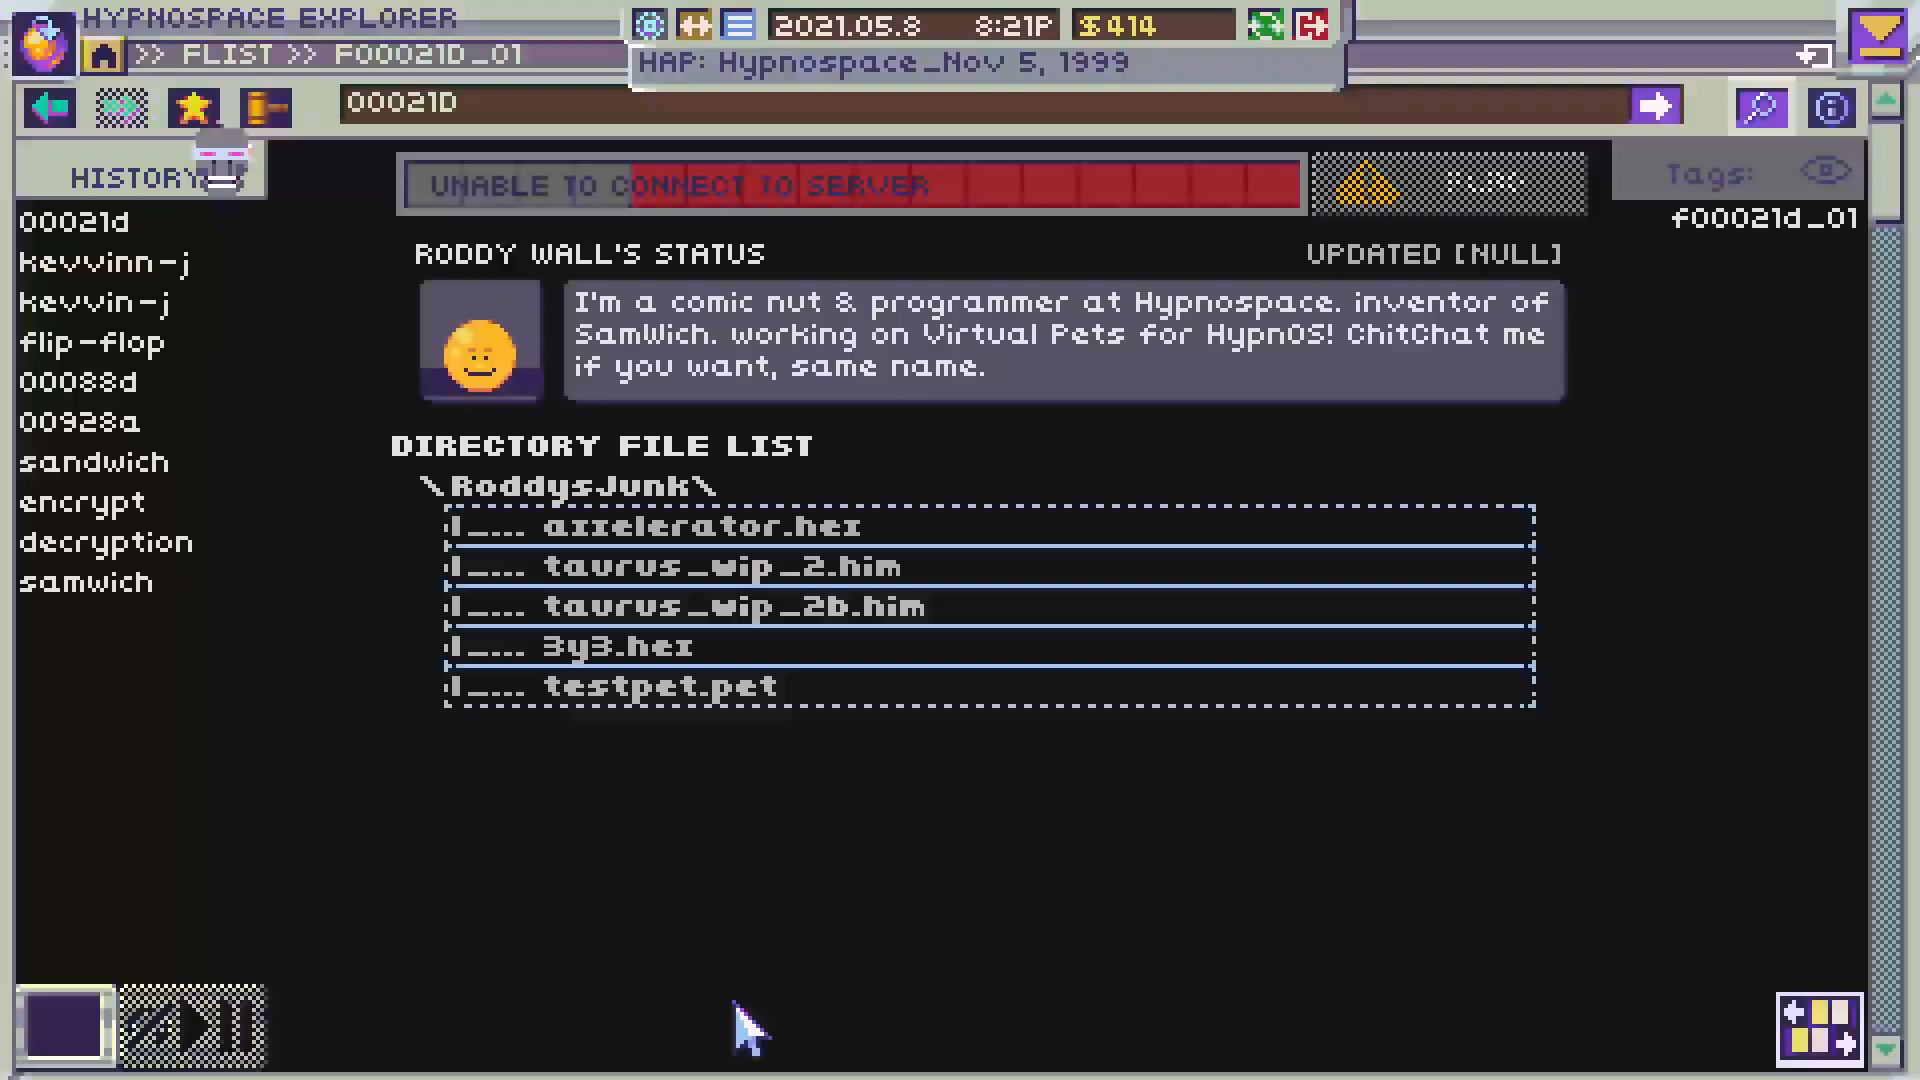 HYPNOSPACE EXPLORER
>> FLIST >> F00021D_01
2021.05.8 8:21P $414
HAP: Hypnospace_Nov 5, 1999
00021D
HISTORY
00021d
kevvinn-j
kevvin-j
flip-flop
00088d
00928a
sandwich
encrypt
decryption
samwich
UNABLE TO CONNECT TO SERVER
Tags:
f00021d_01
RODDY WALL'S STATUS
UPDATED [NULL]
I'm a comic nut & programmer at Hypnospace. inventor of
SamWich. working on Virtual Pets for HypnOS! ChitChat me
if you want, same name.
DIRECTORY FILE LIST
\RoddysJunk\
|_... axxelerator.hex
|_... taurus_wip_2.him
|_... taurus_wip_2b.him
|_... 3y3.hex
|_... testpet.pet